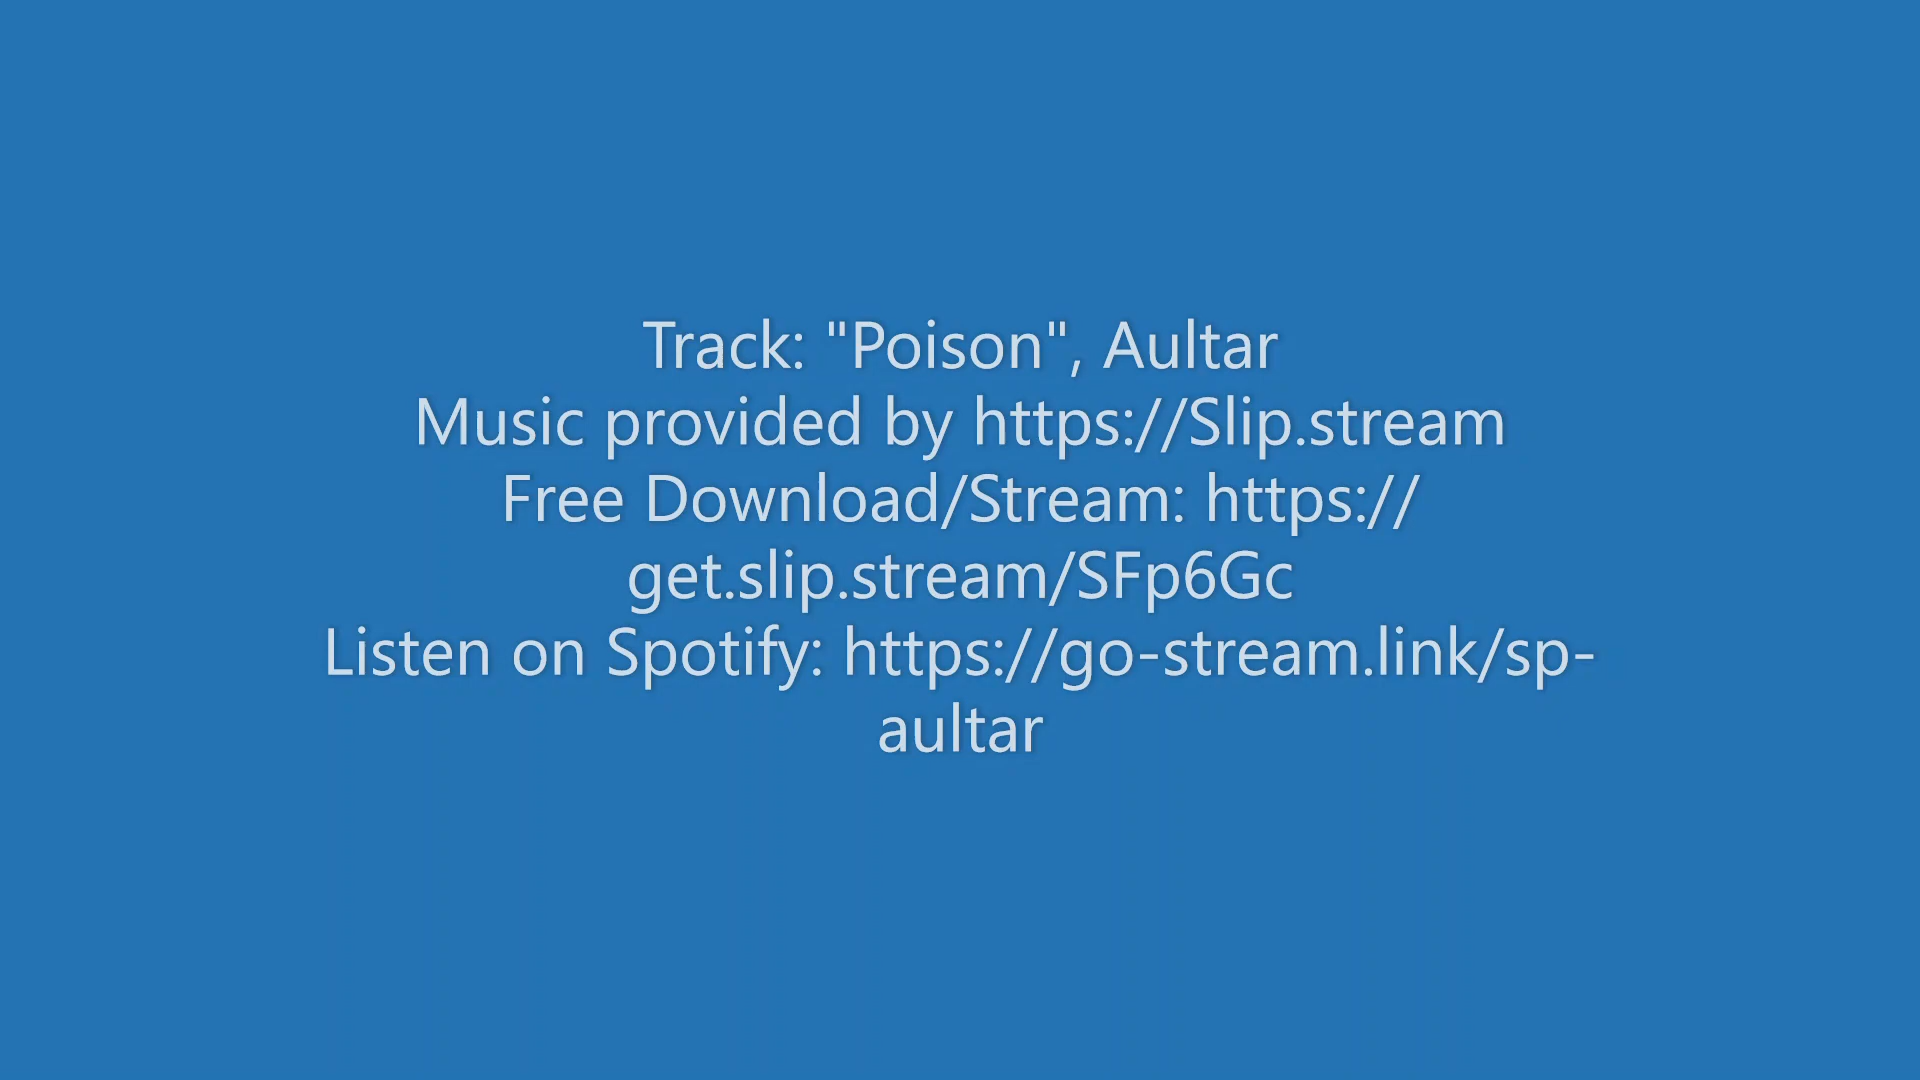 Track: "Poison", Aultar
Music provided by https://Slip.stream
Free Download/Stream: https://
get.slip.stream/SFp6Gc
Listen on Spotify: https://go-stream.link/sp-
aultar